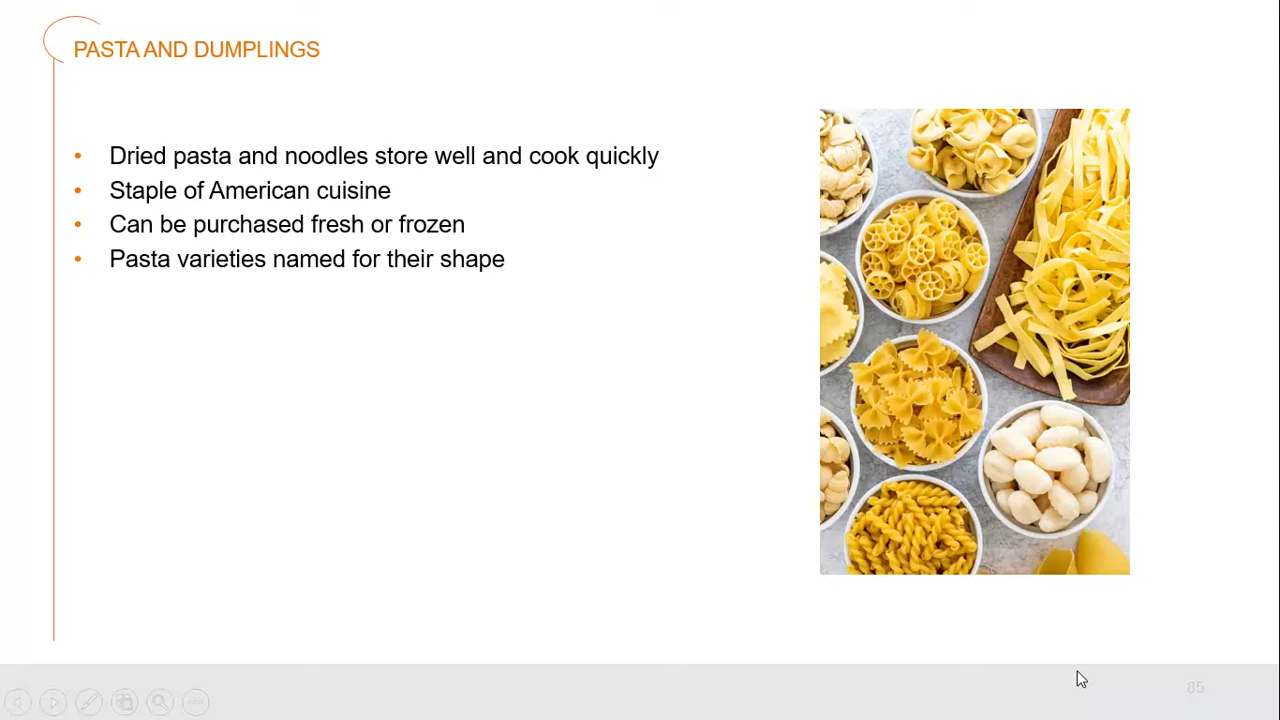 PASTA AND DUMPLINGS
• Dried pasta and noodles store well and cook quickly
• Staple of American cuisine
• Can be purchased fresh or frozen
• Pasta varieties named for their shape
85